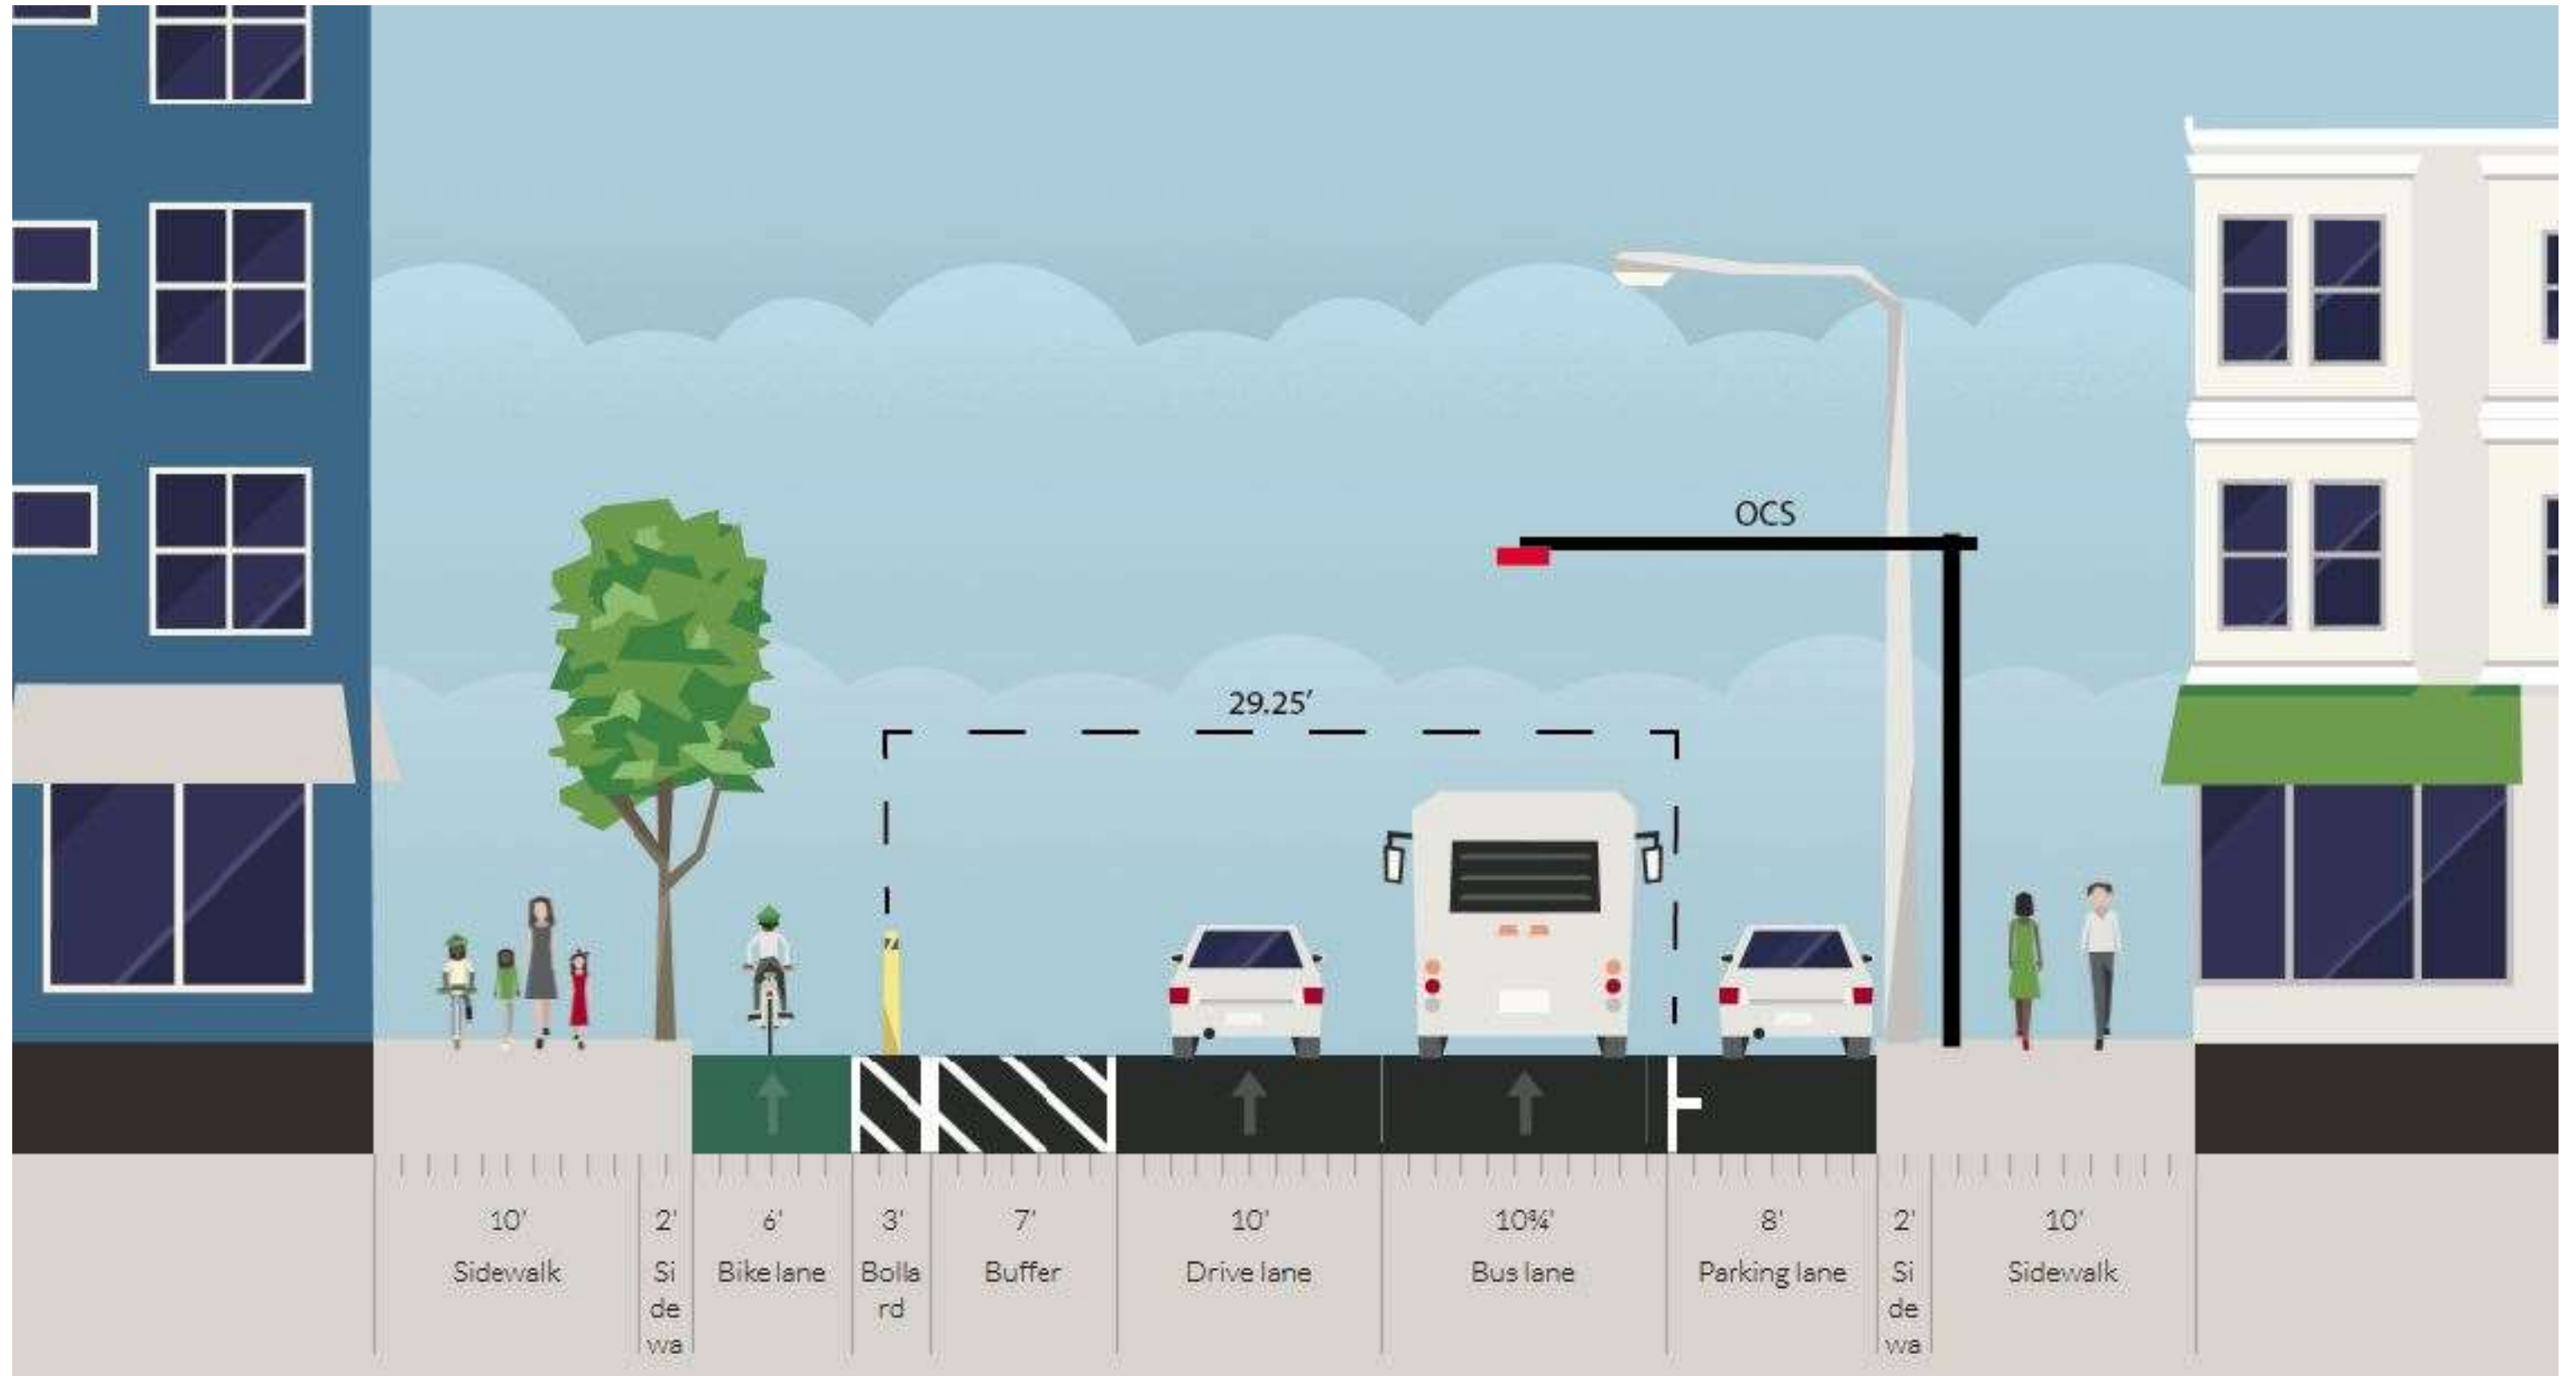 OCS
29.25′
10' 2' 6' 3' 7' 10' 10¾' 8' 2' 10'
Sidewalk Si Bike lane Bolla Buffer Drive lane Bus lane Parking lane Si Sidewalk
de rd de
wa wa